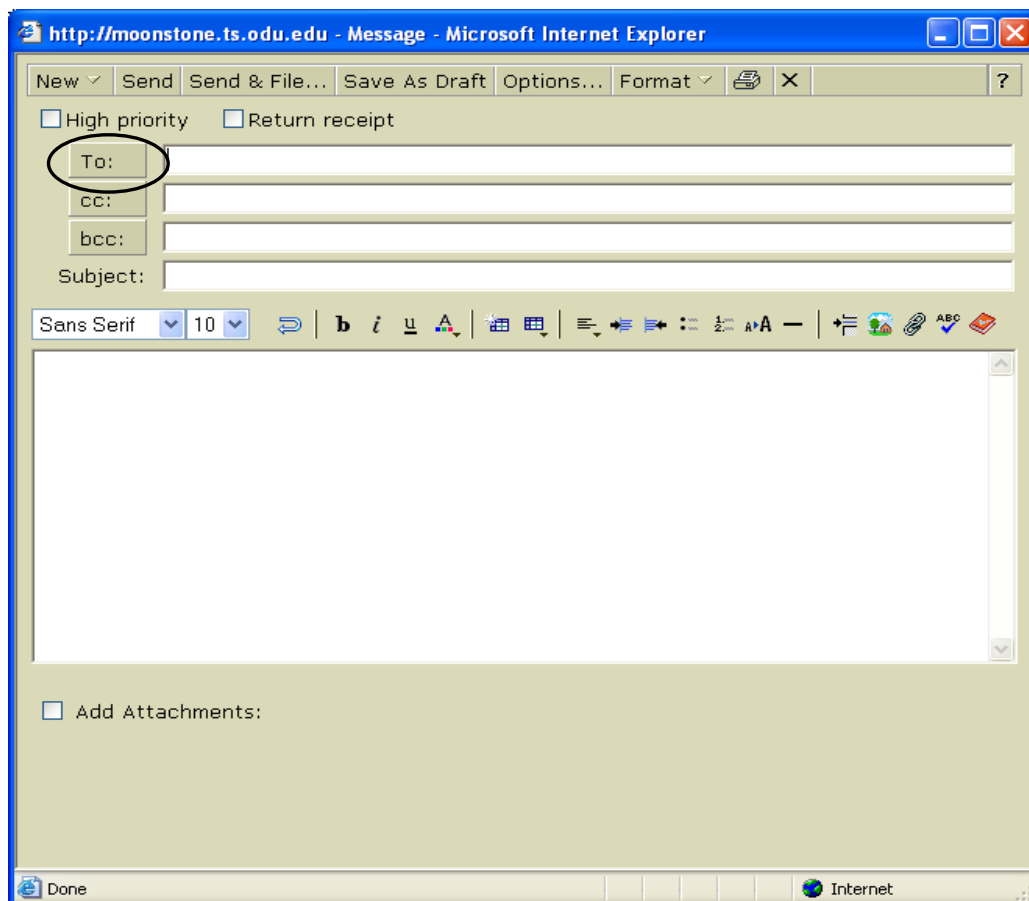 http://moonstone.ts.odu.edu - Message - Microsoft Internet Explorer
New Send Send & File... Save As Draft Options... Format ?
High priority Return receipt
To:
cc:
bcc:
Subject:
Sans Serif 10 b i u A A A ABC
Add Attachments:
Done Internet